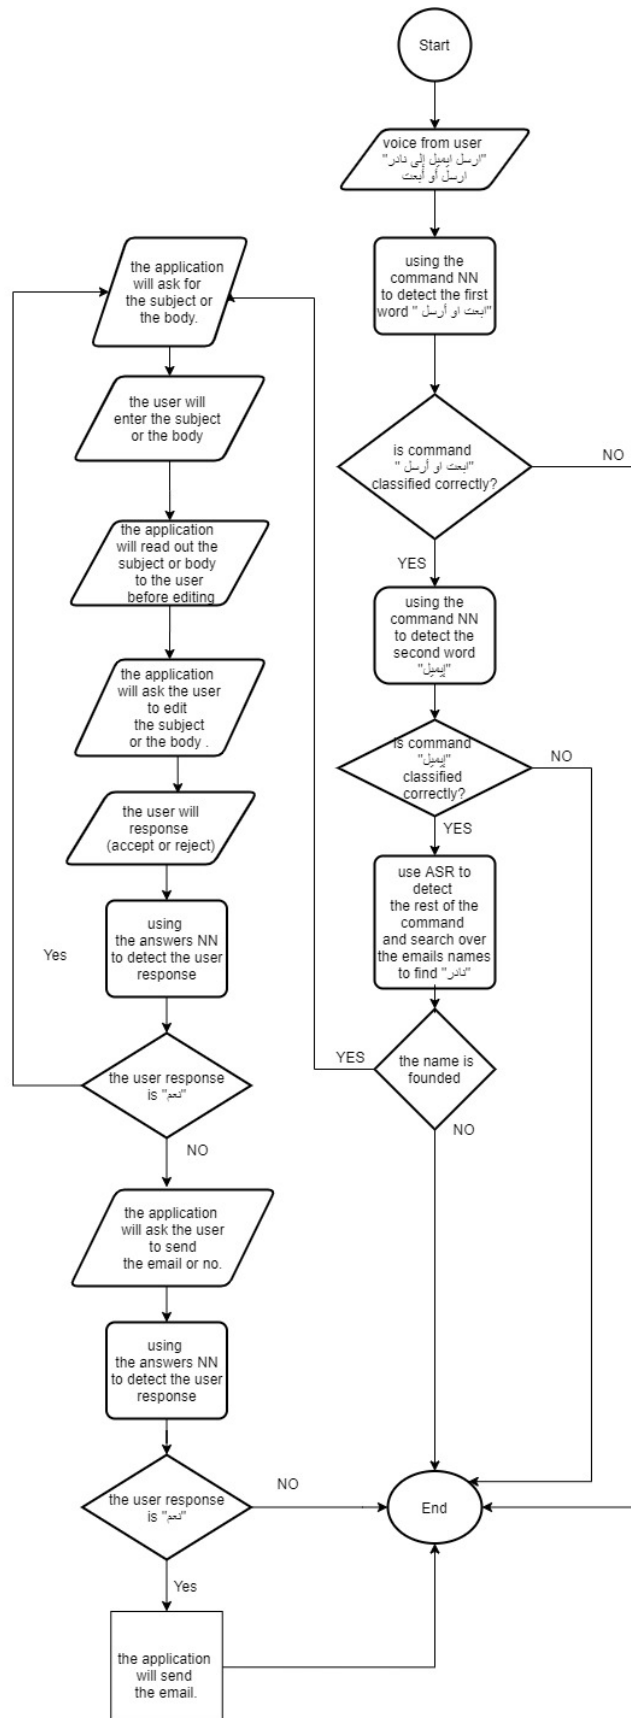 Start
voice from user
"ارسل ايميل إلى نادر"
ارسل أو أبعت
using the
command NN
to detect the first
word " ابعت او أرسل"
is command
"ابعت او أرسل "
classified correctly?
NO
YES
using the
command NN
to detect the
second word
"إيميل"
is command
"إيميل"
classified
correctly?
NO
YES
use ASR to
detect
the rest of the
command
and search over
the emails names
to find "نادر"
the name is
founded
YES
NO
the application
will ask for
the subject or
the body.
the user will
enter the subject
or the body
the application
will read out the
subject or body
to the user
before editing
the application
will ask the user
to edit
the subject
or the body .
the user will
response
(accept or reject)
using
the answers NN
to detect the user
response
Yes
the user response
is "نعم"
NO
the application
will ask the user
to send
the email or no.
using
the answers NN
to detect the user
response
the user response
is "نعم"
NO
Yes
the application
will send
the email.
End